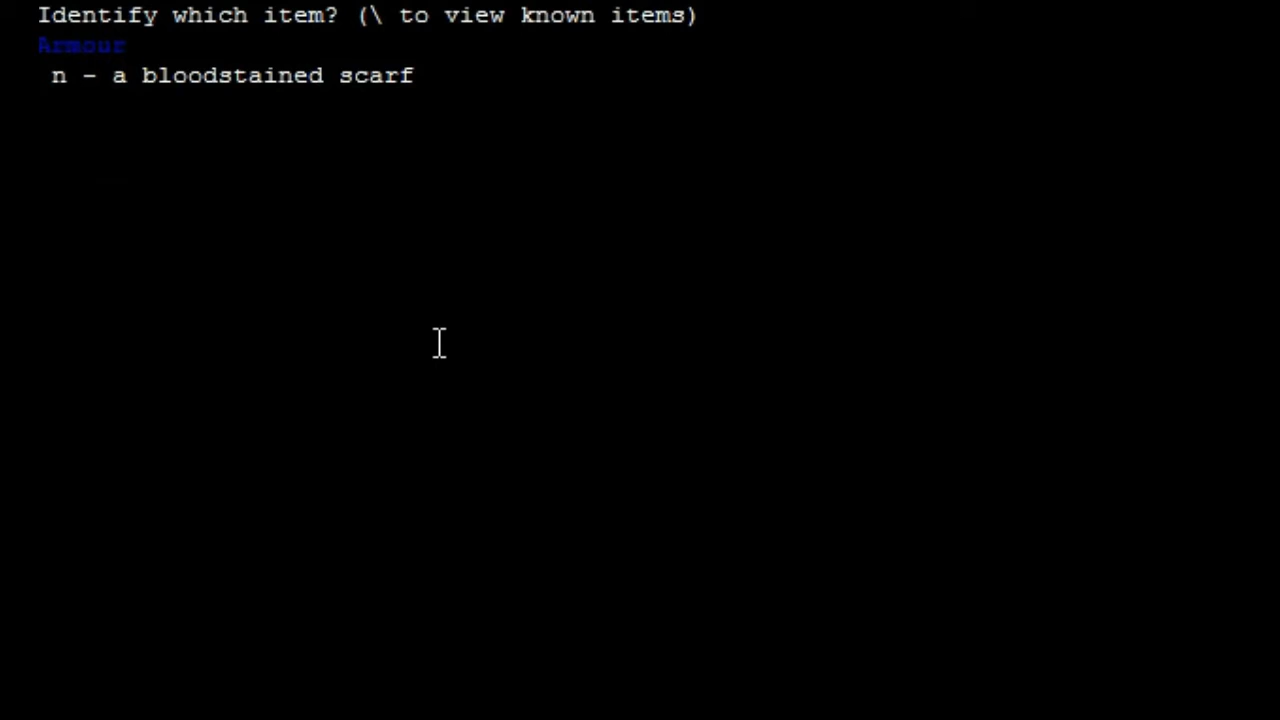 Identify which item? (\ to view known items)
Armour
n - a bloodstained scarf